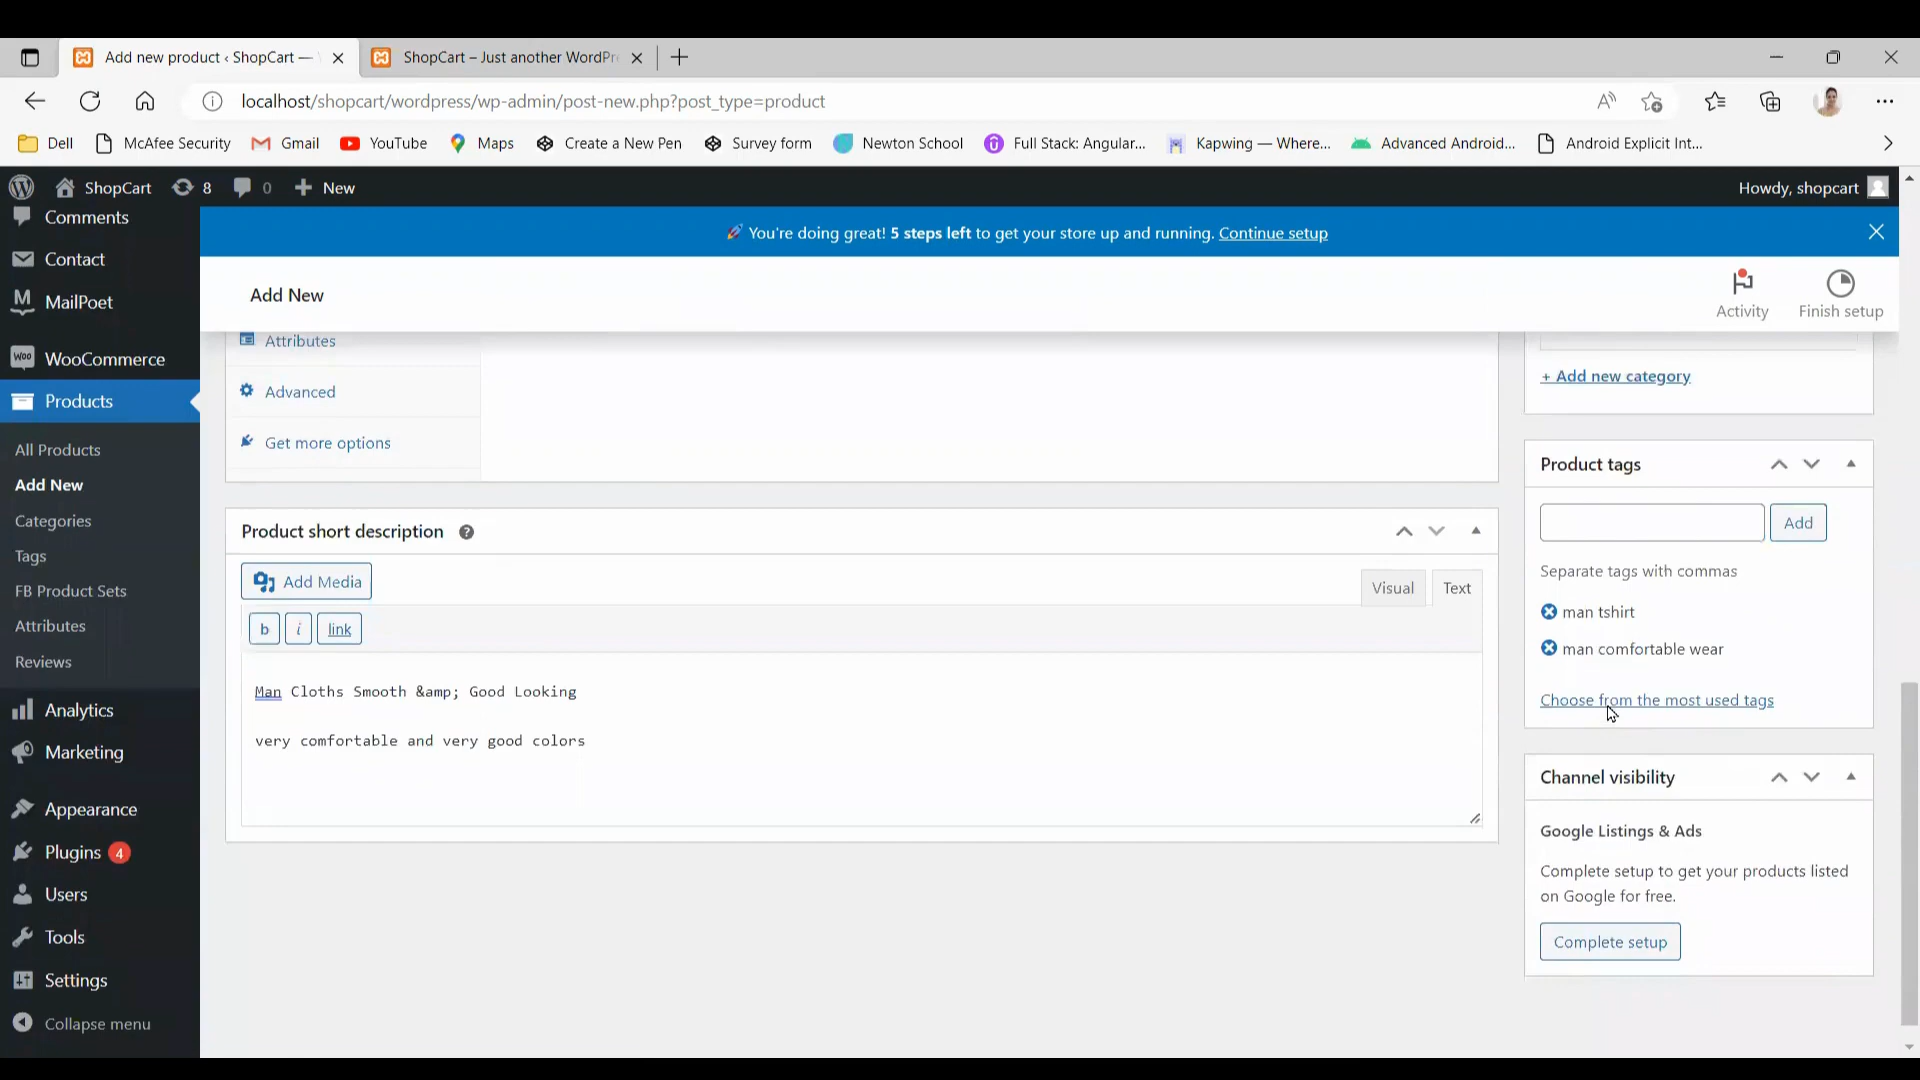 Add new product ‹ ShopCart —
ShopCart – Just another WordPr
localhost/shopcart/wordpress/wp-admin/post-new.php?post_type=product
Dell
McAfee Security
Gmail
YouTube
Maps
Create a New Pen
Survey form
Newton School
Full Stack: Angular...
Kapwing — Where...
Advanced Android...
Android Explicit Int...
ShopCart
8
0
New
Howdy, shopcart
Comments
Contact
MailPoet
WooCommerce
Products
All Products
Add New
Categories
Tags
FB Product Sets
Attributes
Reviews
Analytics
Marketing
Appearance
Plugins 4
Users
Tools
Settings
Collapse menu
🚀 You're doing great! 5 steps left to get your store up and running. Continue setup
Add New
Activity
Finish setup
Attributes
Advanced
Get more options
Product short description
Add Media
Visual
Text
b
i
link
Man Cloths Smooth &amp; Good Looking
very comfortable and very good colors
+ Add new category
Product tags
Add
Separate tags with commas
man tshirt
man comfortable wear
Choose from the most used tags
Channel visibility
Google Listings & Ads
Complete setup to get your products listed
on Google for free.
Complete setup